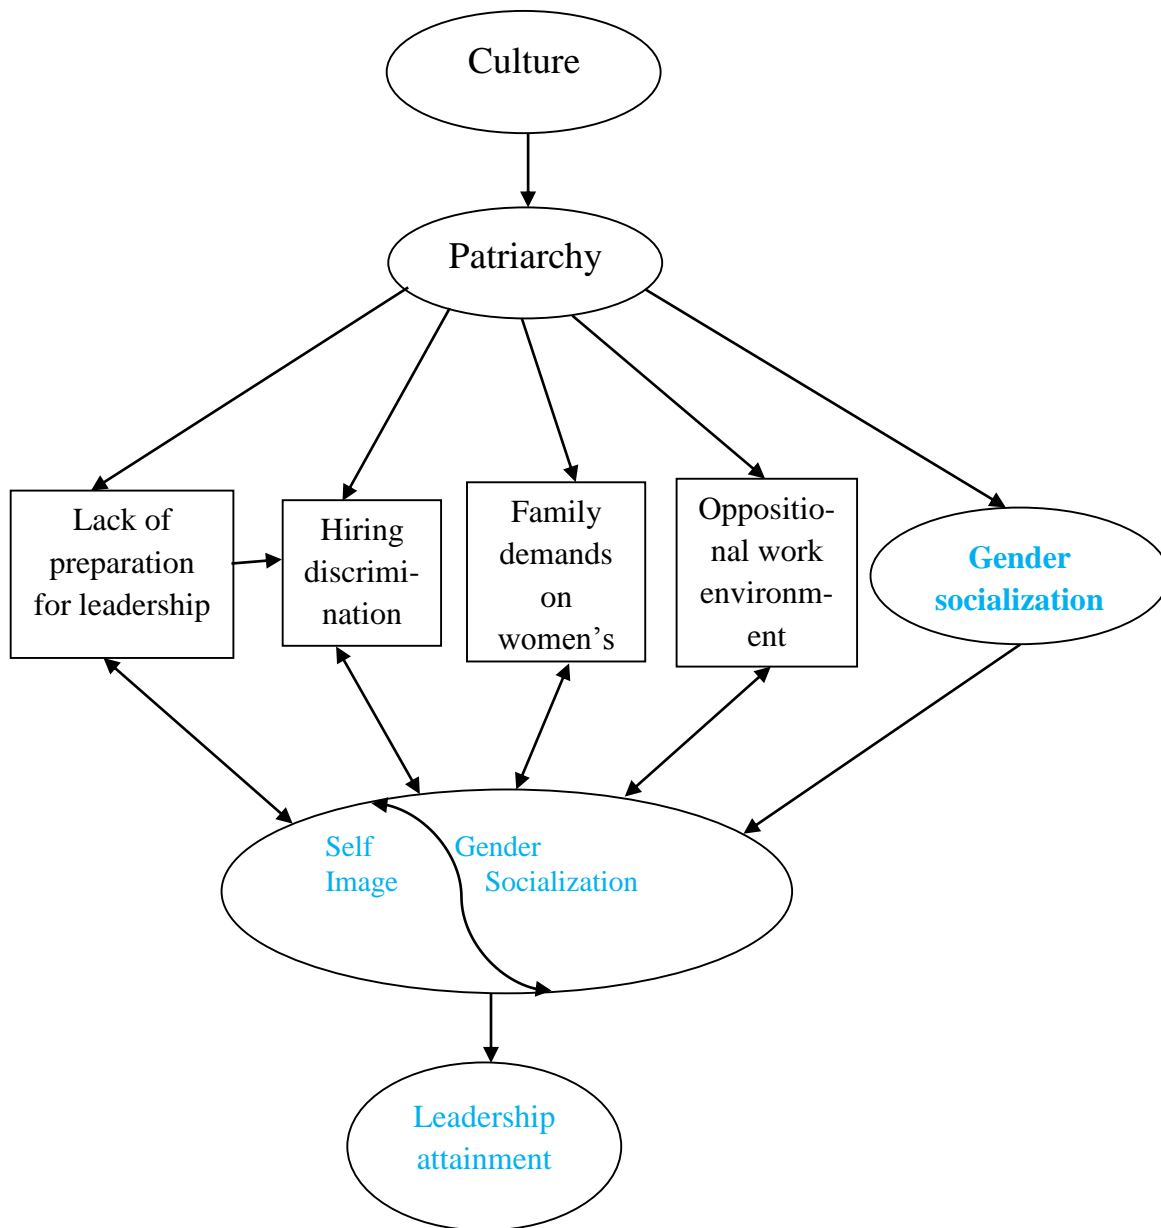 Culture
Patriarchy
Lack of
preparation
for leadership
Hiring
discrimi-
nation
Family
demands
on
women’s
Oppositio-
nal work
environm-
ent
Gender
socialization
Self
Image
Gender
Socialization
Leadership
attainment